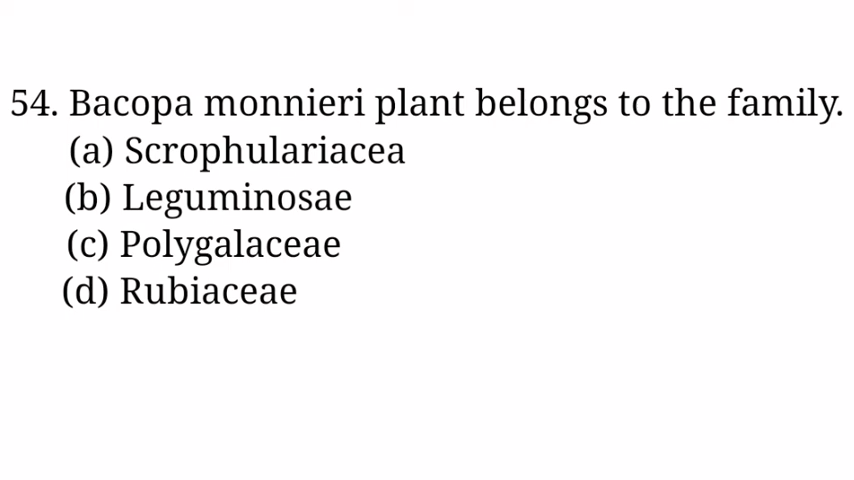 54. Bacopa monnieri plant belongs to the family.
(a) Scrophulariacea
(b) Leguminosae
(c) Polygalaceae
(d) Rubiaceae